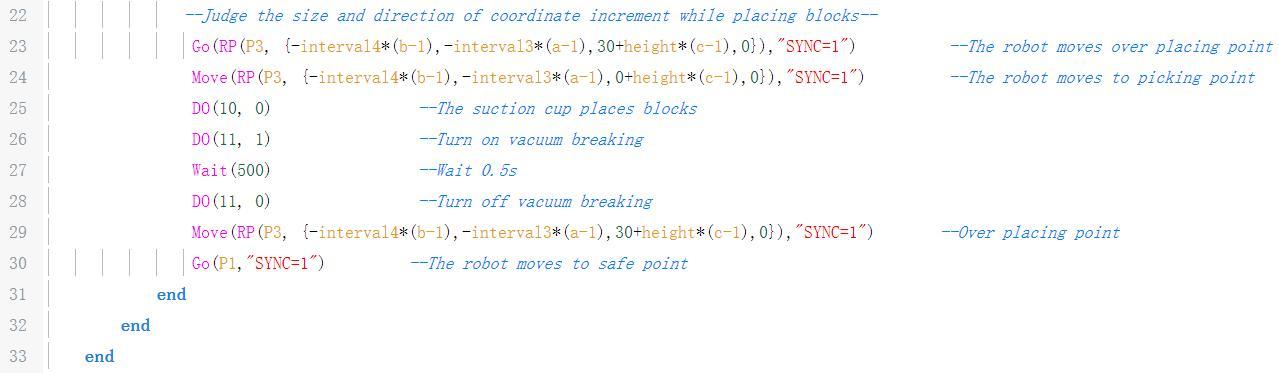 22 --Judge the size and direction of coordinate increment while placing blocks--
23 Go(RP(P3, {-interval4*(b-1),-interval3*(a-1),30+height*(c-1),0}),"SYNC=1") --The robot moves over placing point
24 Move(RP(P3, {-interval4*(b-1),-interval3*(a-1),0+height*(c-1),0}),"SYNC=1") --The robot moves to picking point
25 DO(10, 0) --The suction cup places blocks
26 DO(11, 1) --Turn on vacuum breaking
27 Wait(500) --Wait 0.5s
28 DO(11, 0) --Turn off vacuum breaking
29 Move(RP(P3, {-interval4*(b-1),-interval3*(a-1),30+height*(c-1),0}),"SYNC=1") --Over placing point
30 Go(P1,"SYNC=1") --The robot moves to safe point
31 end
32 end
33 end